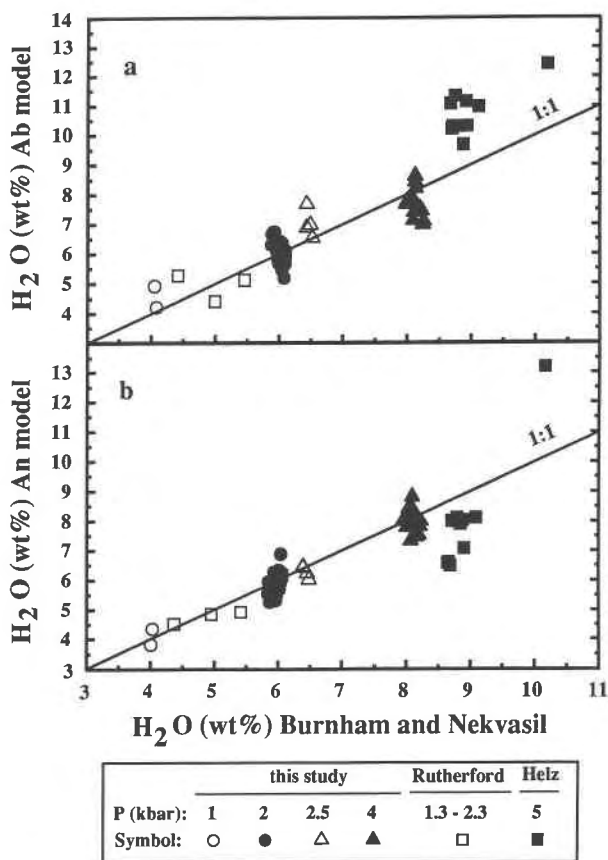 14
13
12
11
10
9
8
7
6
5
4
a
1:1
H2O (wt%) Ab model
13
12
11
10
9
8
7
6
5
4
3
b
1:1
H2O (wt%) An model
3 4 5 6 7 8 9 10 11
H2O (wt%) Burnham and Nekvasil
this study Rutherford Helz
P (kbar): 1 2 2.5 4 1.3 - 2.3 5
Symbol: ○ ● △ ▲ □ ■